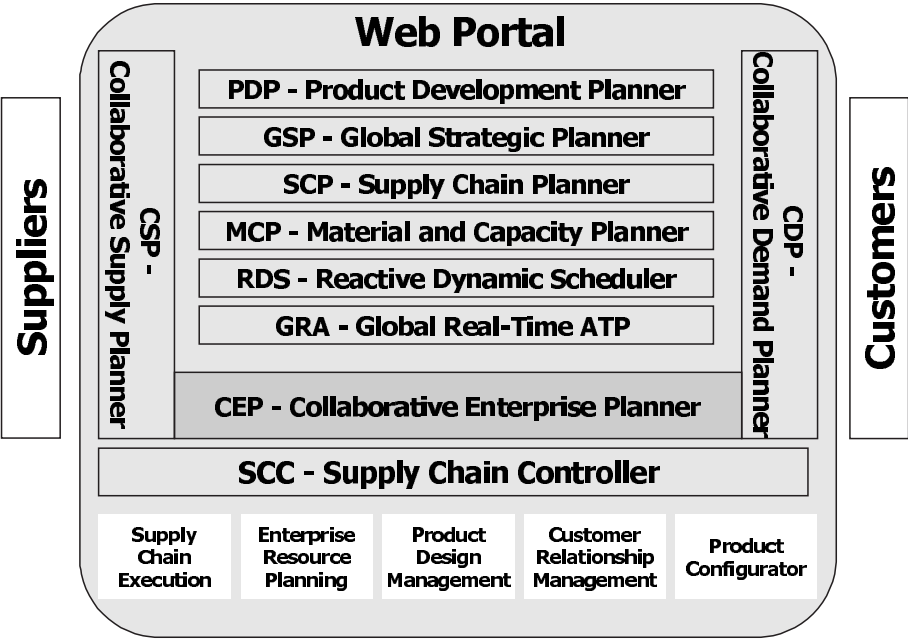 Web Portal
Suppliers
CSP -
Collaborative Supply Planner
PDP - Product Development Planner
GSP - Global Strategic Planner
SCP - Supply Chain Planner
MCP - Material and Capacity Planner
RDS - Reactive Dynamic Scheduler
GRA - Global Real-Time ATP
CEP - Collaborative Enterprise Planner
CDP -
Collaborative Demand Planner
Customers
SCC - Supply Chain Controller
Supply
Chain
Execution
Enterprise
Resource
Planning
Product
Design
Management
Customer
Relationship
Management
Product
Configurator